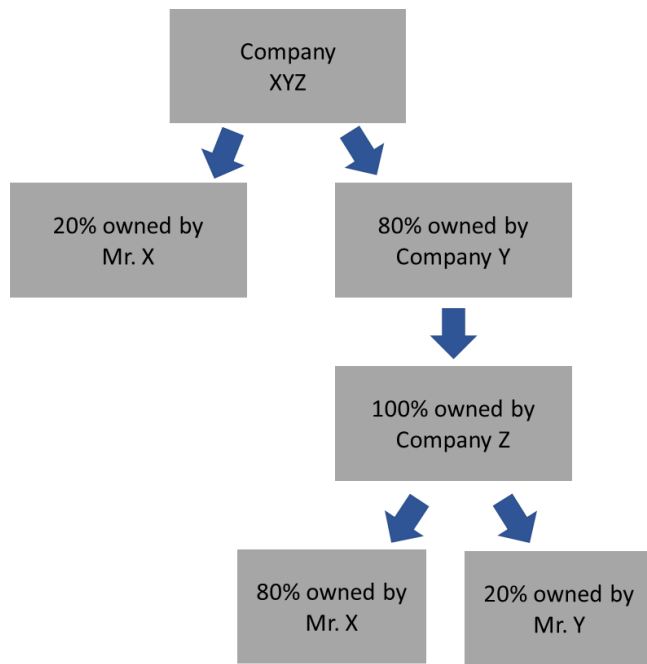 Company
XYZ
20% owned by
Mr. X
80% owned by
Company Y
100% owned by
Company Z
80% owned by
Mr. X
20% owned by
Mr. Y